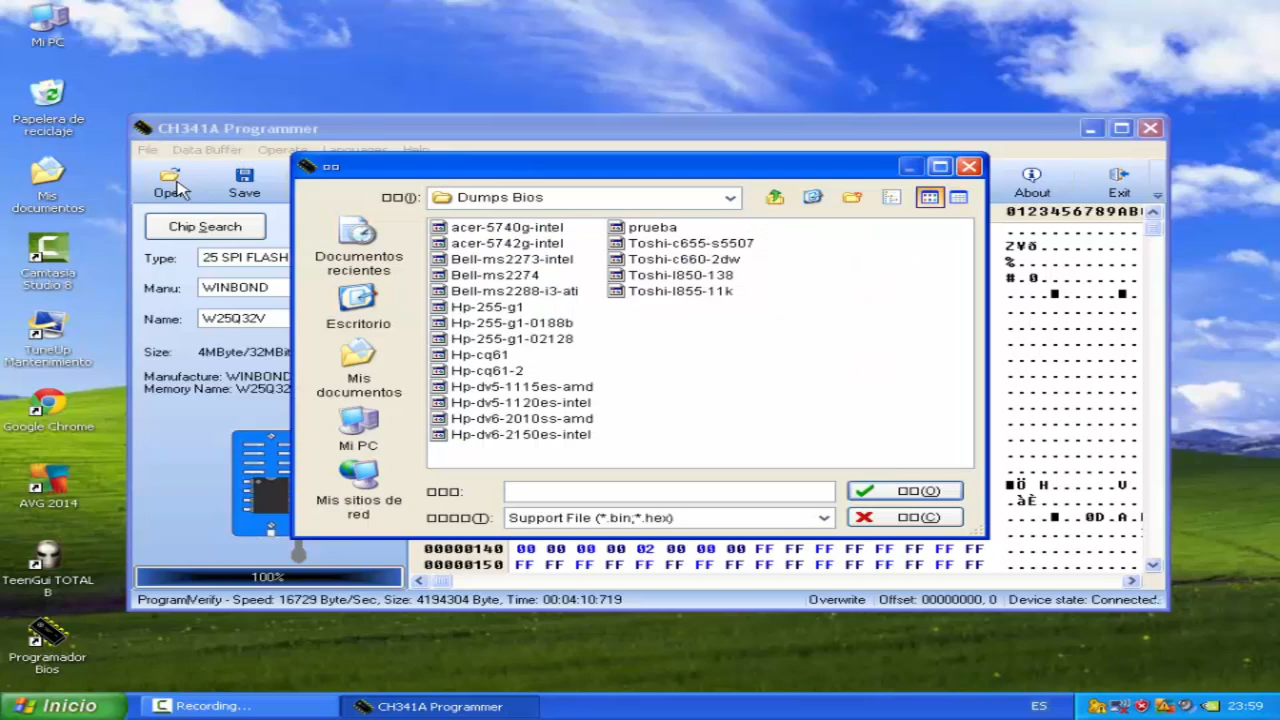 Mi PC
Papelera de
reciclaje
Mis
documentos
Camtasia
Studio 8
TuneUp
Mantenimiento
Google Chrome
AVG 2014
TeenGui TOTAL
B
Programador
Bios
CH341A Programmer
File Data Buffer Operate Languages Help
Open Save About Exit
Chip Search
Type: 25 SPI FLASH
Manu: WINBOND
Name: W25Q32V
Size: 4MByte/32MBit
Manufacture: WINBOND
Memory Name: W25Q32
100%
□□
□□(I): Dumps Bios
Documentos
recientes
Escritorio
Mis
documentos
Mi PC
Mis sitios de
red
acer-5740g-intel
acer-5742g-intel
Bell-ms2273-intel
Bell-ms2274
Bell-ms2288-i3-ati
Hp-255-g1
Hp-255-g1-0188b
Hp-255-g1-02128
Hp-cq61
Hp-cq61-2
Hp-dv5-1115es-amd
Hp-dv5-1120es-intel
Hp-dv6-2010ss-amd
Hp-dv6-2150es-intel
prueba
Toshi-c655-s5507
Toshi-c660-2dw
Toshi-l850-138
Toshi-l855-11k
□□□: □□(O)
□□□□(T): Support File (*.bin;*.hex) □□(C)
0123456789AB
Z¥ð
%.
#.0
■Ö H V.
àÈ
■..0D.A.
00000140 00 00 00 00 02 00 00 00 FF FF FF FF FF FF FF FF
00000150 FF FF FF FF FF FF FF FF FF FF FF FF FF FF FF FF
Program|Verify - Speed: 16729 Byte/Sec, Size: 4194304 Byte, Time: 00:04:10:719
Overwrite Offset: 00000000, 0 Device state: Connected.
Inicio Recording... CH341A Programmer ES 23:59